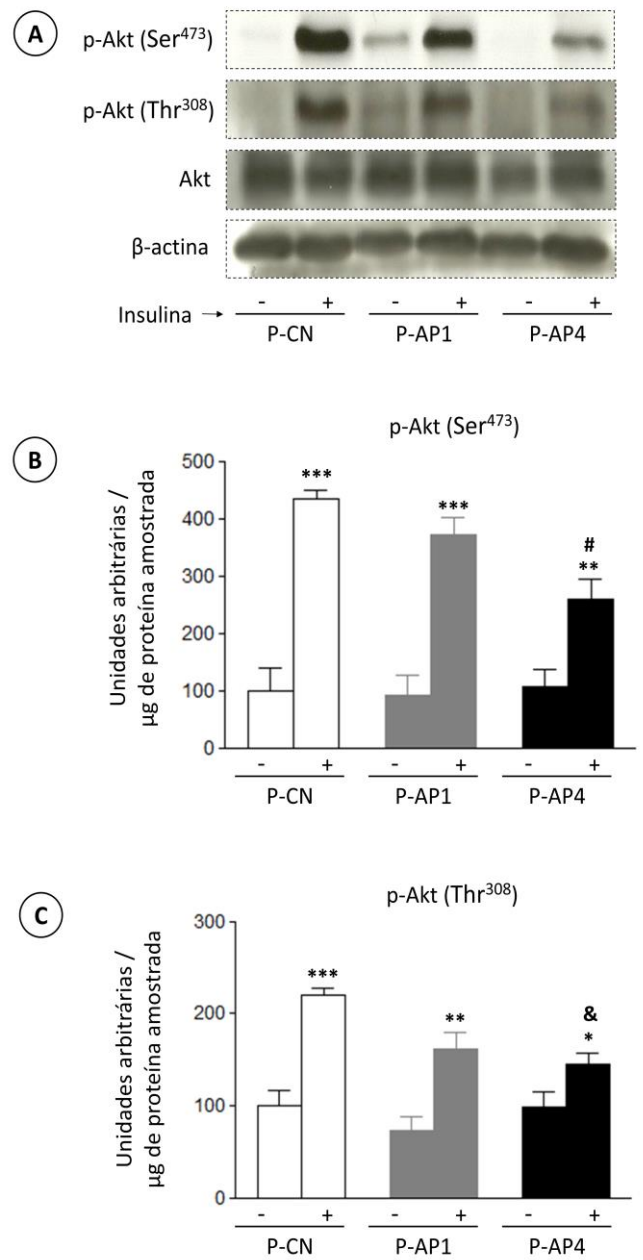 A
p-Akt (Ser473)
p-Akt (Thr308)
Akt
β-actina
Insulina → - + - + - +
P-CN P-AP1 P-AP4
B
p-Akt (Ser473)
Unidades arbitrárias /
µg de proteína amostrada
500
400
300
200
100
0
***
***
#
**
- + - + - +
P-CN P-AP1 P-AP4
C
p-Akt (Thr308)
Unidades arbitrárias /
µg de proteína amostrada
300
200
100
0
***
**
&
*
- + - + - +
P-CN P-AP1 P-AP4